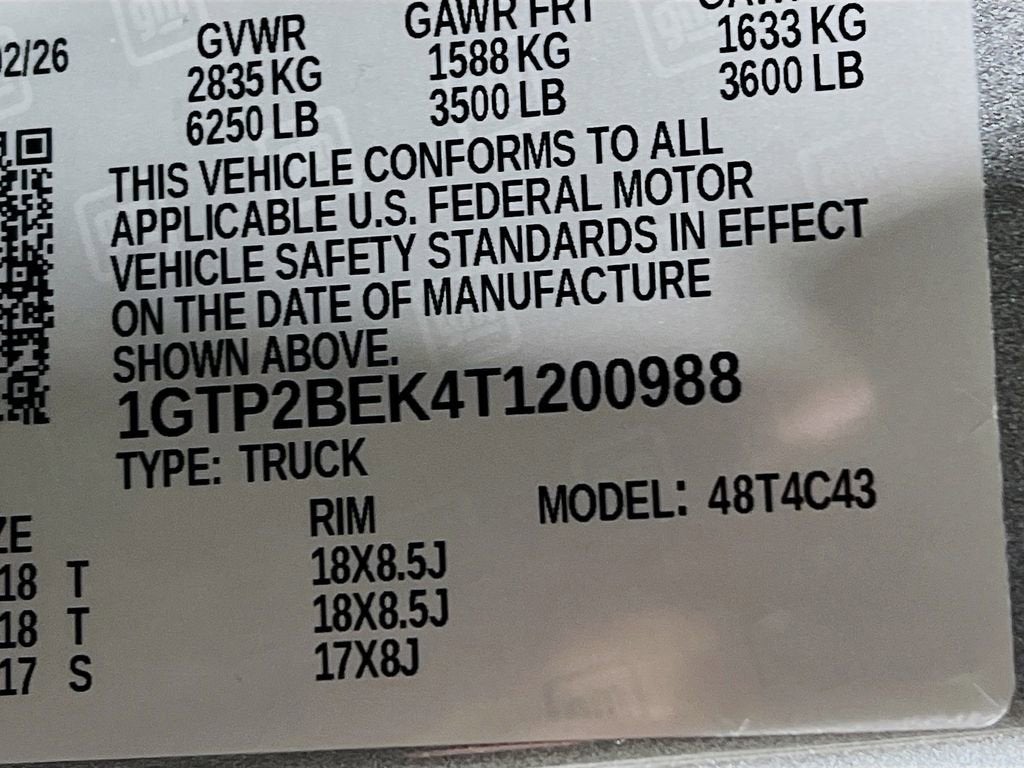 02/26 GVWR GAWR FRT
2835 KG 1588 KG 1633 KG
6250 LB 3500 LB 3600 LB
THIS VEHICLE CONFORMS TO ALL
APPLICABLE U.S. FEDERAL MOTOR
VEHICLE SAFETY STANDARDS IN EFFECT
ON THE DATE OF MANUFACTURE
SHOWN ABOVE.
1GTP2BEK4T1200988
TYPE: TRUCK
RIM MODEL: 48T4C43
18 T 18X8.5J
18 T 18X8.5J
17 S 17X8J